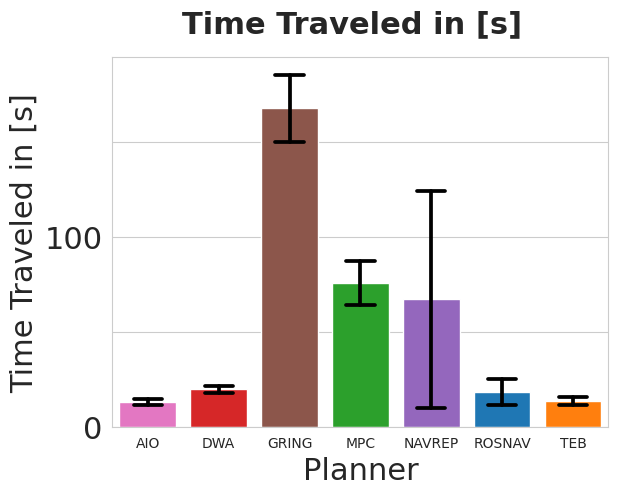 Time Traveled in [s]
Time Traveled in [s]
100
0
AIO DWA GRING MPC NAVREP ROSNAV TEB
Planner